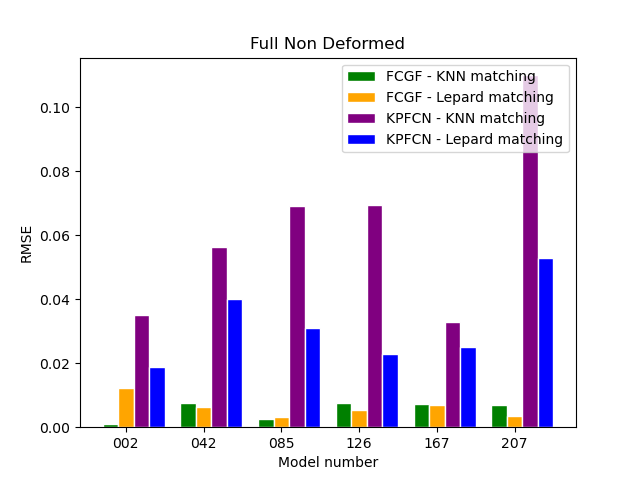 Full Non Deformed
FCGF - KNN matching
FCGF - Lepard matching
KPFCN - KNN matching
KPFCN - Lepard matching
RMSE
0.10
0.08
0.06
0.04
0.02
0.00
002 042 085 126 167 207
Model number